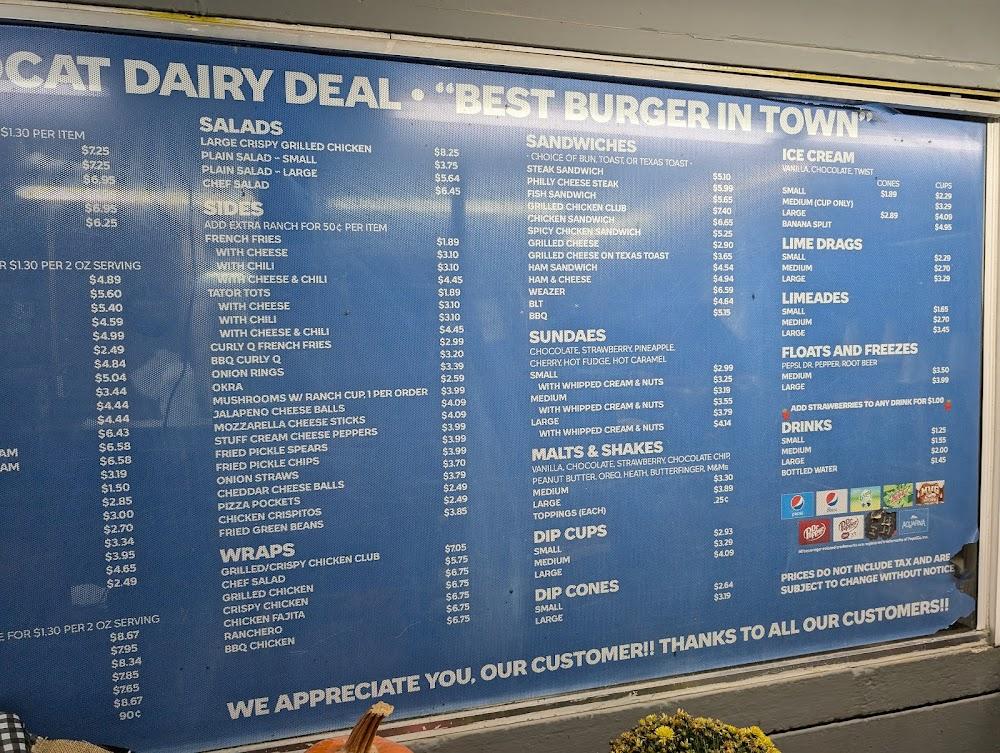 CAT DAIRY DEAL • "BEST BURGER IN TOWN"
$1.30 PER ITEM
$7.25
$7.25
$6.95
$6.95
$6.25
R $1.30 PER 2 OZ SERVING
$4.89
$5.60
$5.40
$4.59
$4.99
$2.49
$4.84
$5.04
$3.44
$4.44
$4.44
$6.43
AM $6.58
AM $6.58
$3.19
$1.50
$2.85
$3.00
$2.70
$3.34
$3.95
$4.65
$2.49
E FOR $1.30 PER 2 OZ SERVING
$8.67
$7.95
$8.34
$7.85
$7.65
$8.67
90¢
SALADS
LARGE CRISPY GRILLED CHICKEN $8.25
PLAIN SALAD - SMALL $3.75
PLAIN SALAD - LARGE $5.64
CHEF SALAD $6.45
SIDES
ADD EXTRA RANCH FOR 50¢ PER ITEM
FRENCH FRIES $1.89
WITH CHEESE $3.10
WITH CHILI $3.10
WITH CHEESE & CHILI $4.45
TATOR TOTS $1.89
WITH CHEESE $3.10
WITH CHILI $3.10
WITH CHEESE & CHILI $4.45
CURLY Q FRENCH FRIES $2.99
BBQ CURLY Q $3.20
ONION RINGS $3.39
OKRA $2.59
MUSHROOMS W/ RANCH CUP, 1 PER ORDER $3.99
JALAPENO CHEESE BALLS $4.09
MOZZARELLA CHEESE STICKS $4.09
STUFF CREAM CHEESE PEPPERS $3.99
FRIED PICKLE SPEARS $3.99
FRIED PICKLE CHIPS $3.99
ONION STRAWS $3.70
CHEDDAR CHEESE BALLS $3.75
PIZZA POCKETS $2.49
CHICKEN CRISPITOS $2.49
FRIED GREEN BEANS $3.85
WRAPS
GRILLED/CRISPY CHICKEN CLUB $7.05
CHEF SALAD $5.75
GRILLED CHICKEN $6.75
CRISPY CHICKEN $6.75
CHICKEN FAJITA $6.75
RANCHERO $6.75
BBQ CHICKEN $6.75
SANDWICHES
- CHOICE OF BUN, TOAST, OR TEXAS TOAST -
STEAK SANDWICH $5.10
PHILLY CHEESE STEAK $5.99
FISH SANDWICH $5.65
GRILLED CHICKEN CLUB $7.40
CHICKEN SANDWICH $6.65
SPICY CHICKEN SANDWICH $5.25
GRILLED CHEESE $2.90
GRILLED CHEESE ON TEXAS TOAST $3.65
HAM SANDWICH $4.54
HAM & CHEESE $4.94
WEAZER $6.59
BLT $4.64
BBQ $5.15
SUNDAES
CHOCOLATE, STRAWBERRY, PINEAPPLE,
CHERRY, HOT FUDGE, HOT CARAMEL
SMALL $2.99
WITH WHIPPED CREAM & NUTS $3.25
MEDIUM $3.19
WITH WHIPPED CREAM & NUTS $3.55
LARGE $3.79
WITH WHIPPED CREAM & NUTS $4.14
MALTS & SHAKES
VANILLA, CHOCOLATE, STRAWBERRY, CHOCOLATE CHIP,
PEANUT BUTTER, OREO, HEATH, BUTTERFINGER, M&Ms
MEDIUM $3.30
LARGE $3.89
TOPPINGS (EACH) .25¢
DIP CUPS
SMALL $2.93
MEDIUM $3.29
LARGE $4.09
DIP CONES
SMALL $2.64
LARGE $3.19
ICE CREAM
VANILLA, CHOCOLATE, TWIST
CONES CUPS
SMALL $1.89 $2.29
MEDIUM (CUP ONLY) $3.29
LARGE $2.89 $4.09
BANANA SPLIT $4.95
LIME DRAGS
SMALL $2.29
MEDIUM $2.70
LARGE $3.29
LIMEADES
SMALL $1.65
MEDIUM $2.70
LARGE $3.45
FLOATS AND FREEZES
PEPSI, DR. PEPPER, ROOT BEER
MEDIUM $3.50
LARGE $3.99
ADD STRAWBERRIES TO ANY DRINK FOR $1.00
DRINKS
SMALL $1.25
MEDIUM $1.55
LARGE $2.00
BOTTLED WATER $1.45
pepsi
Dr Pepper
Dr Pepper
MUG
AQUAFINA
PRICES DO NOT INCLUDE TAX AND ARE
SUBJECT TO CHANGE WITHOUT NOTICE
WE APPRECIATE YOU, OUR CUSTOMER!! THANKS TO ALL OUR CUSTOMERS!!